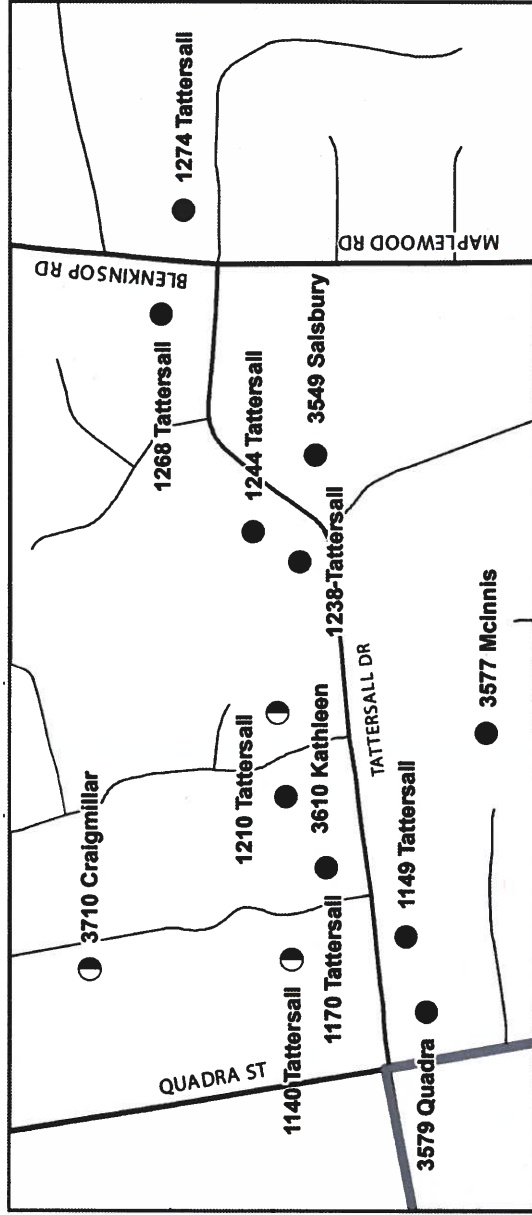 3710 Craigmillar
BLENKINSOP RD
1268 Tattersall
1274 Tattersall
QUADRA ST
1210 Tattersall
1244 Tattersall
1140 Tattersall
3549 Salsbury
3610 Kathleen
1170 Tattersall
1238-Tattersall
TATTERSALL DR
1149 Tattersall
MAPLEWOOD RD
3579 Quadra
3577 McInnis